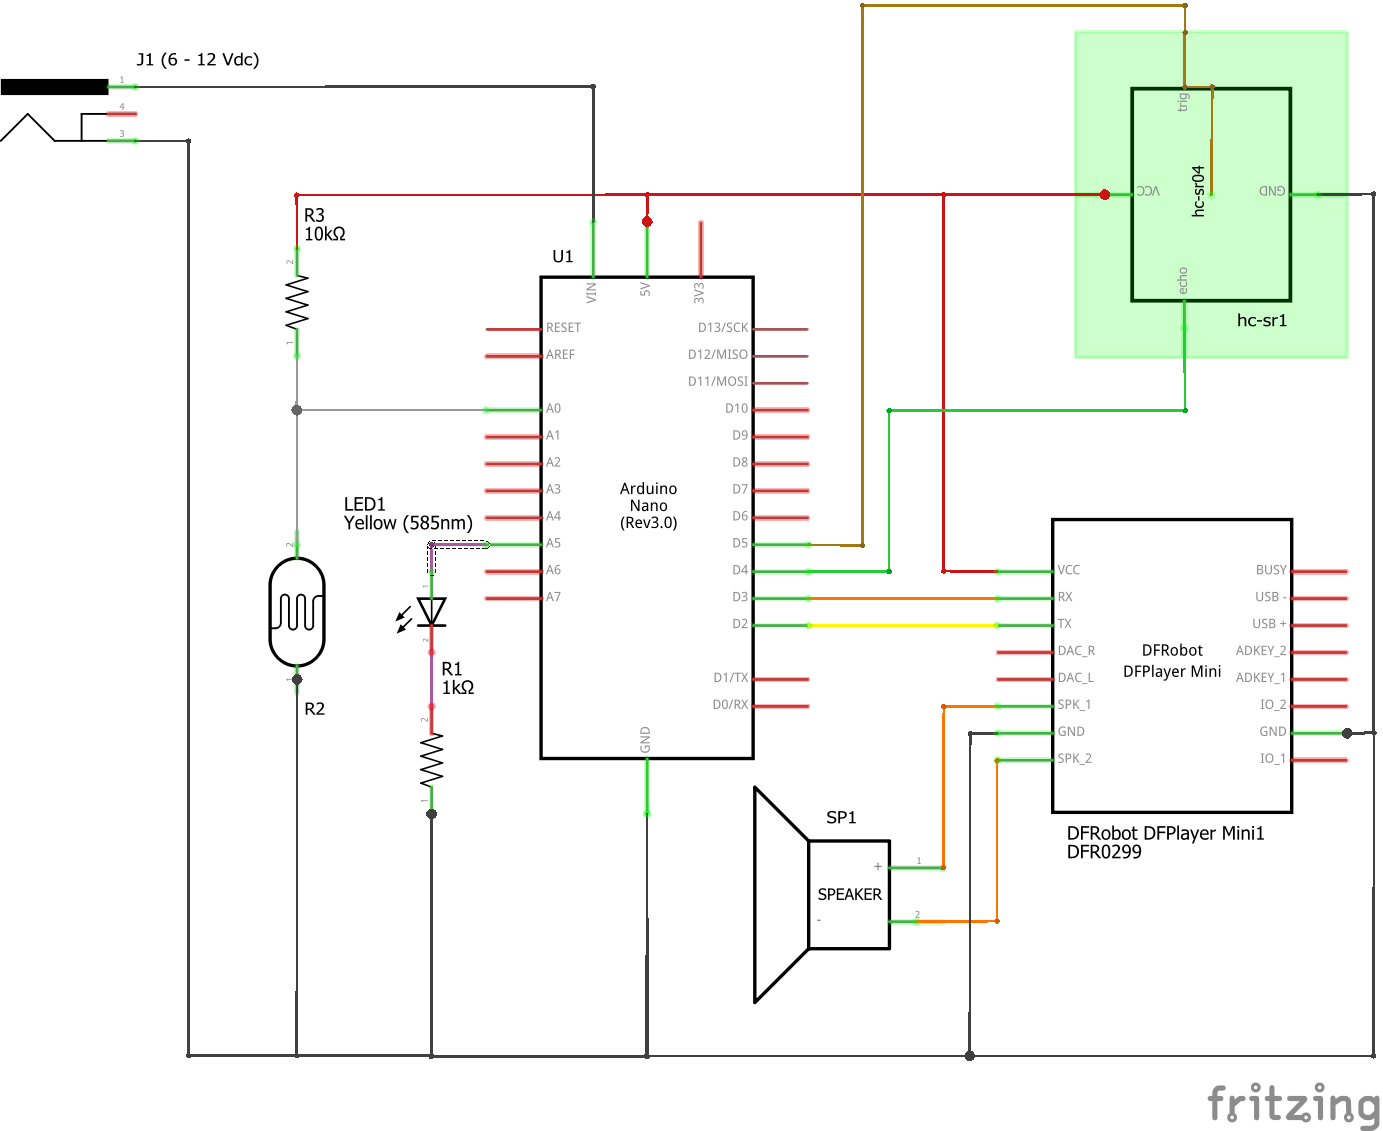 J1 (6 - 12 Vdc)
1
4
3
trig
VCC
hc-sr04
GND
echo
hc-sr1
R3
10kΩ
2
1
U1
VIN
5V
3V3
RESET
AREF
A0
A1
A2
A3
A4
A5
A6
A7
Arduino
Nano
(Rev3.0)
D13/SCK
D12/MISO
D11/MOSI
D10
D9
D8
D7
D6
D5
D4
D3
D2
D1/TX
D0/RX
GND
LED1
Yellow (585nm)
1
2
R1
1kΩ
2
1
2
1
R2
VCC
RX
TX
DAC_R
DAC_L
SPK_1
GND
SPK_2
DFRobot
DFPlayer Mini
BUSY
USB -
USB +
ADKEY_2
ADKEY_1
IO_2
GND
IO_1
DFRobot DFPlayer Mini1
DFR0299
SP1
+
SPEAKER
-
1
2
fritzing